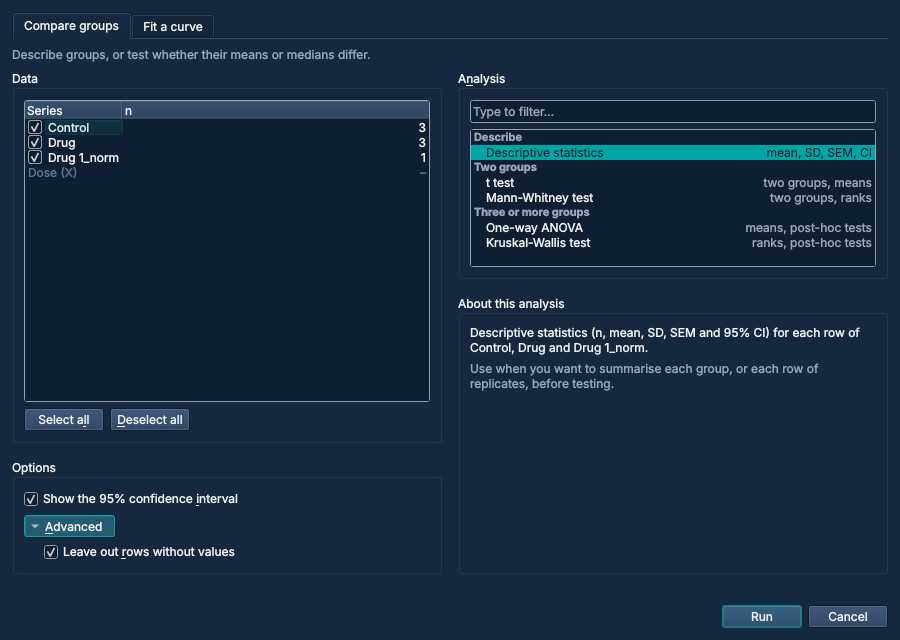 Compare groups
Fit a curve
Describe groups, or test whether their means or medians differ.
Data
Series n
Control 3
Drug 3
Drug 1_norm 1
Dose (X) –
Select all
Deselect all
Options
Show the 95% confidence interval
Advanced
Leave out rows without values
Analysis
Type to filter...
Describe
Descriptive statistics mean, SD, SEM, CI
Two groups
t test two groups, means
Mann-Whitney test two groups, ranks
Three or more groups
One-way ANOVA means, post-hoc tests
Kruskal-Wallis test ranks, post-hoc tests
About this analysis
Descriptive statistics (n, mean, SD, SEM and 95% CI) for each row of
Control, Drug and Drug 1_norm.
Use when you want to summarise each group, or each row of
replicates, before testing.
Run
Cancel